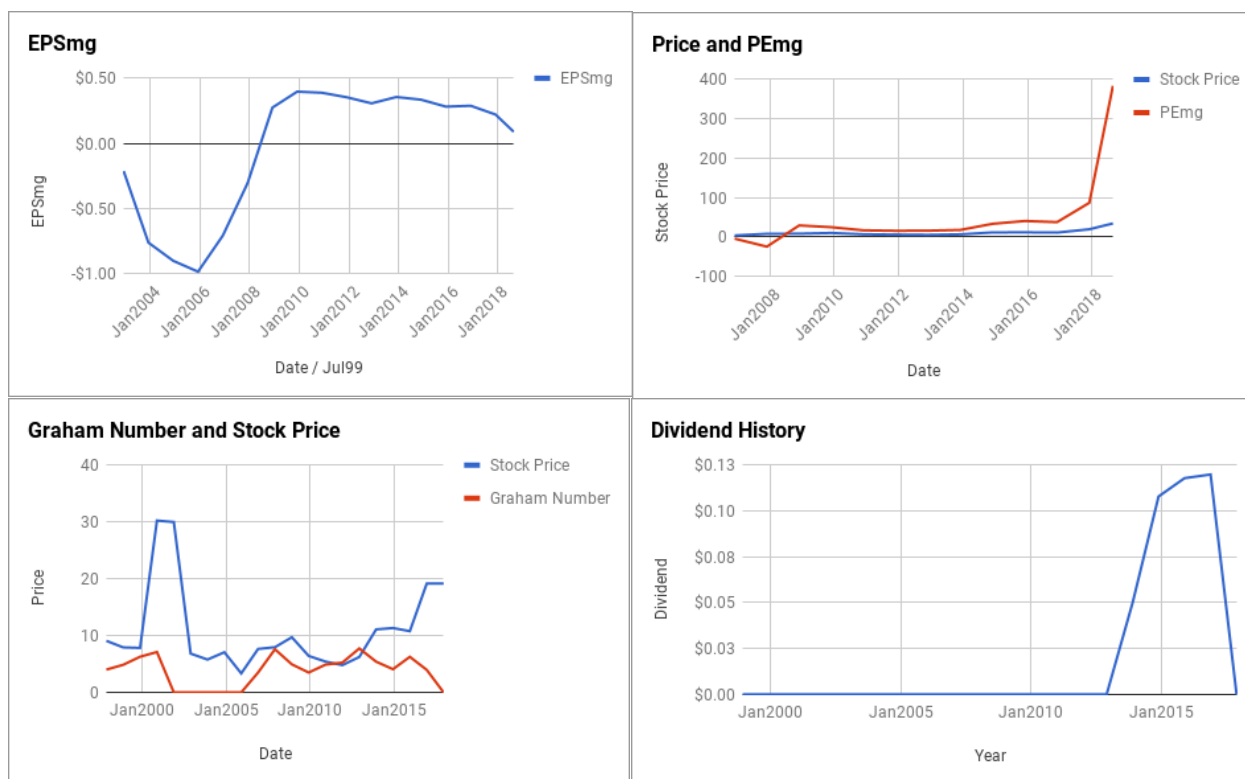 EPSmg
$0.50
$0.00
-$0.50
-$1.00
EPSmg
EPSmg
Jan2004
Jan2006
Jan2008
Jan2010
Jan2012
Jan2014
Jan2016
Jan2018
Date / Jul99
Price and PEmg
400
300
200
100
0
-100
Stock Price
Stock Price
PEmg
Jan2008
Jan2010
Jan2012
Jan2014
Jan2016
Jan2018
Date
Graham Number and Stock Price
40
30
20
10
0
Price
Stock Price
Graham Number
Jan2000
Jan2005
Jan2010
Jan2015
Date
Dividend History
$0.13
$0.10
$0.08
$0.05
$0.03
$0.00
Dividend
Jan2000
Jan2005
Jan2010
Jan2015
Year